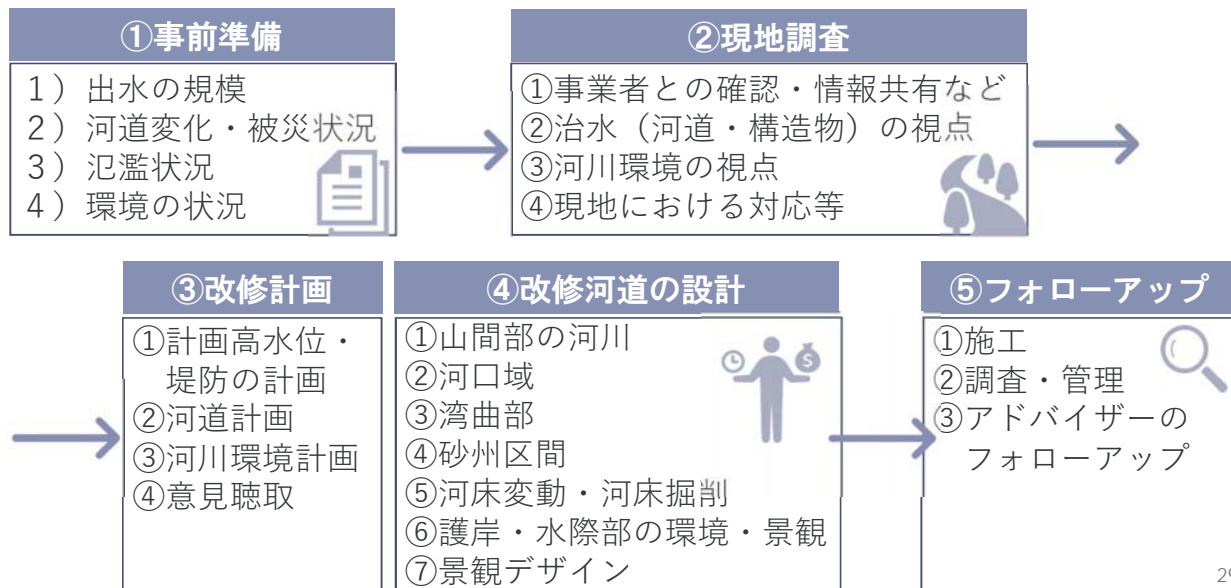 ①事前準備
１）出水の規模
２）河道変化・被災状況
３）氾濫状況
４）環境の状況
②現地調査
①事業者との確認・情報共有など
②治水（河道・構造物）の視点
③河川環境の視点
④現地における対応等
③改修計画
①計画高水位・
堤防の計画
②河道計画
③河川環境計画
④意見聴取
④改修河道の設計
①山間部の河川
②河口域
③湾曲部
④砂州区間
⑤河床変動・河床掘削
⑥護岸・水際部の環境・景観
⑦景観デザイン
⑤フォローアップ
①施工
②調査・管理
③アドバイザーの
フォローアップ
29